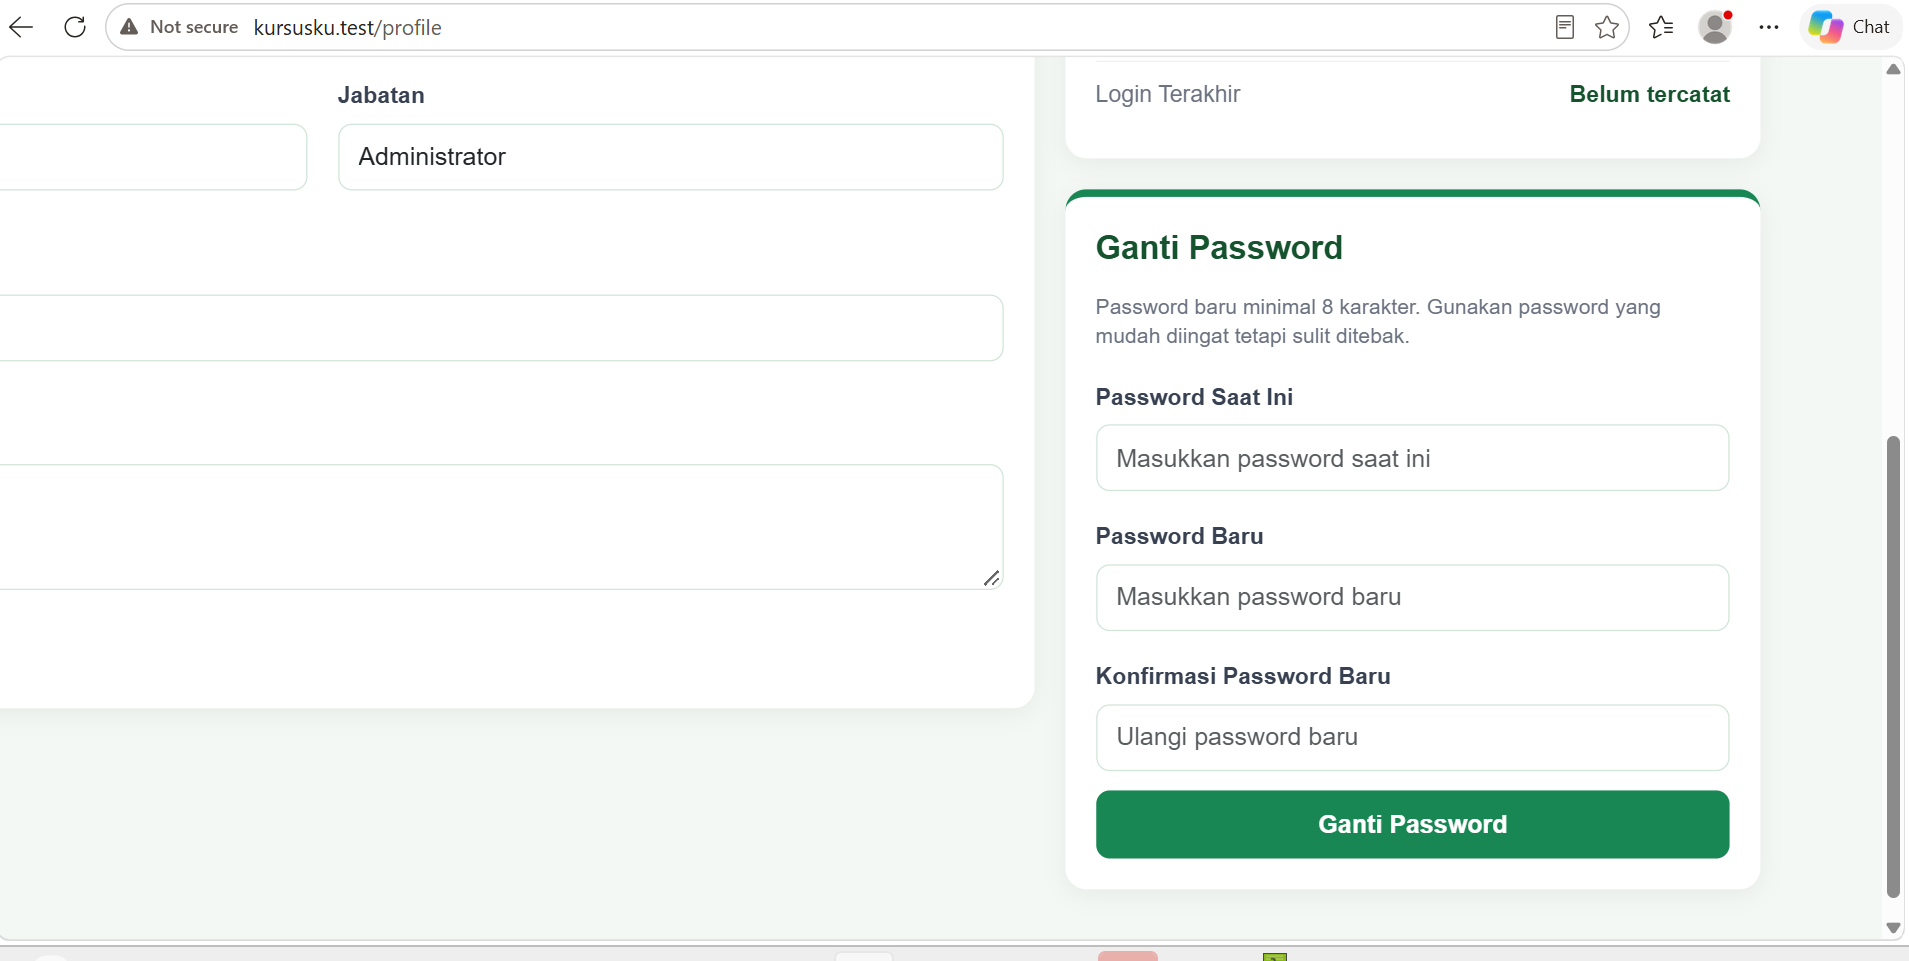 Not secure
kursusku.test/profile
Chat
Jabatan
Administrator
Login Terakhir
Belum tercatat
Ganti Password
Password baru minimal 8 karakter. Gunakan password yang
mudah diingat tetapi sulit ditebak.
Password Saat Ini
Masukkan password saat ini
Password Baru
Masukkan password baru
Konfirmasi Password Baru
Ulangi password baru
Ganti Password